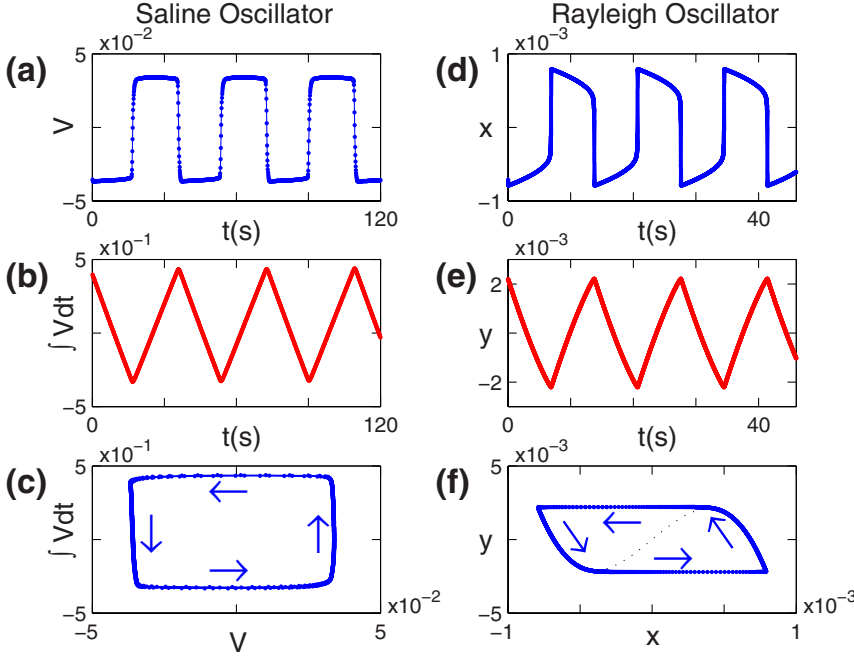 Saline Oscillator
Rayleigh Oscillator
(a)
5
x10⁻²
V
-5
0
120
t(s)
(d)
1
x10⁻³
x
-1
0
40
t(s)
(b)
5
x10⁻¹
∫ Vdt
-5
0
120
t(s)
(e)
x10⁻³
2
y
-2
0
40
t(s)
(c)
5
x10⁻¹
∫ Vdt
-5
-5
5
x10⁻²
V
(f)
5
x10⁻³
y
-5
-1
1
x10⁻³
x